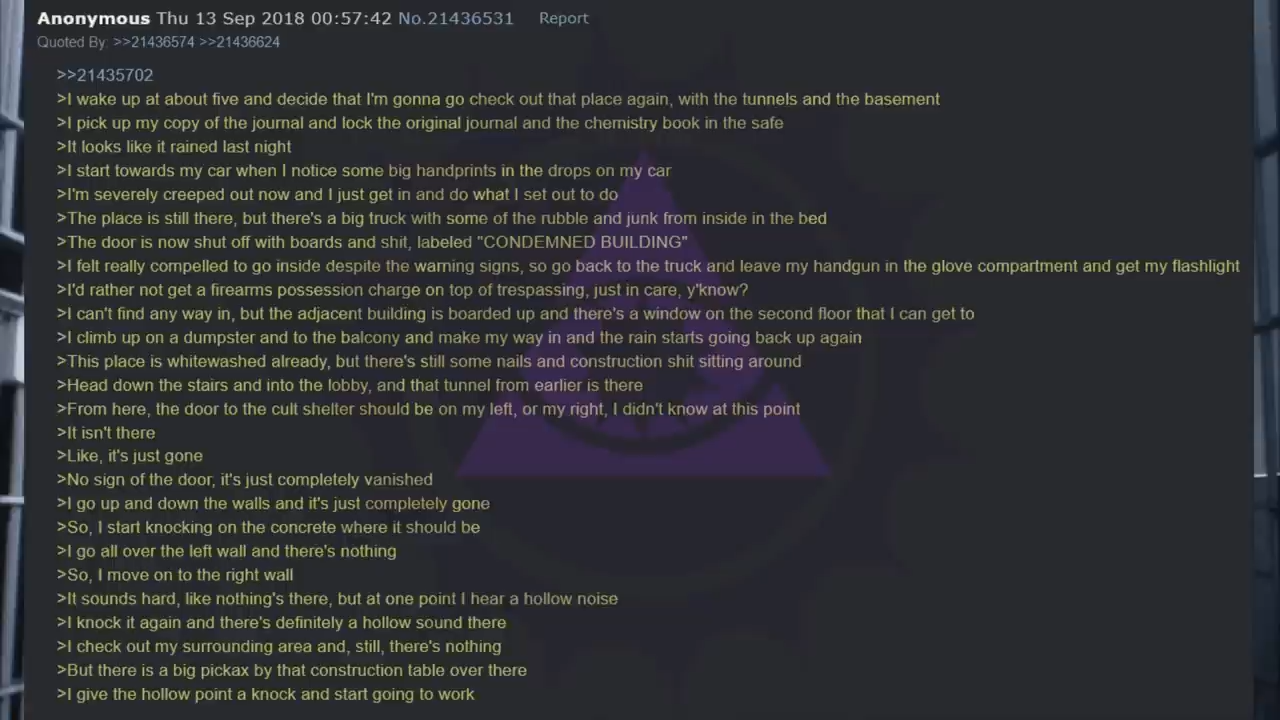 Anonymous Thu 13 Sep 2018 00:57:42 No.21436531 Report
Quoted By: >>21436574 >>21436624
>>21435702
>I wake up at about five and decide that I'm gonna go check out that place again, with the tunnels and the basement
>I pick up my copy of the journal and lock the original journal and the chemistry book in the safe
>It looks like it rained last night
>I start towards my car when I notice some big handprints in the drops on my car
>I'm severely creeped out now and I just get in and do what I set out to do
>The place is still there, but there's a big truck with some of the rubble and junk from inside in the bed
>The door is now shut off with boards and shit, labeled "CONDEMNED BUILDING"
>I felt really compelled to go inside despite the warning signs, so go back to the truck and leave my handgun in the glove compartment and get my flashlight
>I'd rather not get a firearms possession charge on top of trespassing, just in care, y'know?
>I can't find any way in, but the adjacent building is boarded up and there's a window on the second floor that I can get to
>I climb up on a dumpster and to the balcony and make my way in and the rain starts going back up again
>This place is whitewashed already, but there's still some nails and construction shit sitting around
>Head down the stairs and into the lobby, and that tunnel from earlier is there
>From here, the door to the cult shelter should be on my left, or my right, I didn't know at this point
>It isn't there
>Like, it's just gone
>No sign of the door, it's just completely vanished
>I go up and down the walls and it's just completely gone
>So, I start knocking on the concrete where it should be
>I go all over the left wall and there's nothing
>So, I move on to the right wall
>It sounds hard, like nothing's there, but at one point I hear a hollow noise
>I knock it again and there's definitely a hollow sound there
>I check out my surrounding area and, still, there's nothing
>But there is a big pickax by that construction table over there
>I give the hollow point a knock and start going to work